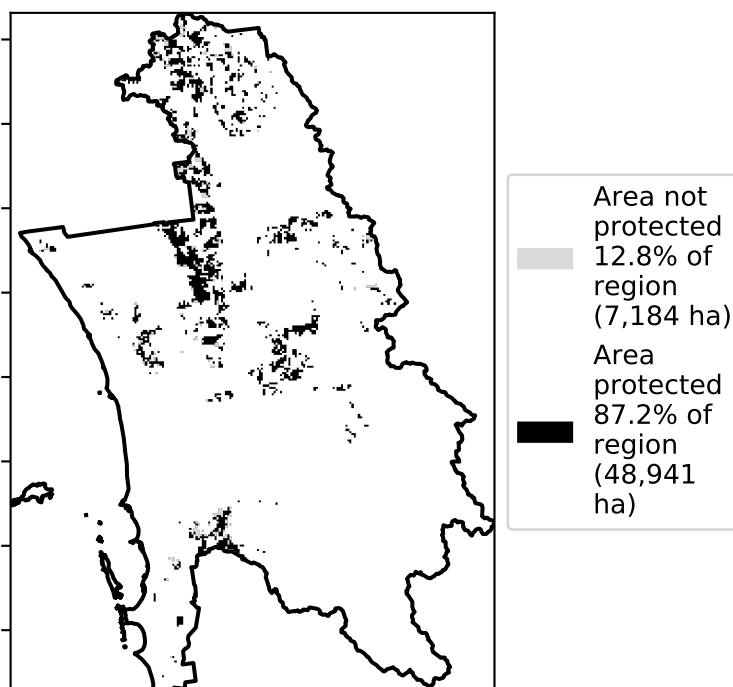 Area not
protected
12.8% of
region
(7,184 ha)
Area
protected
87.2% of
region
(48,941
ha)